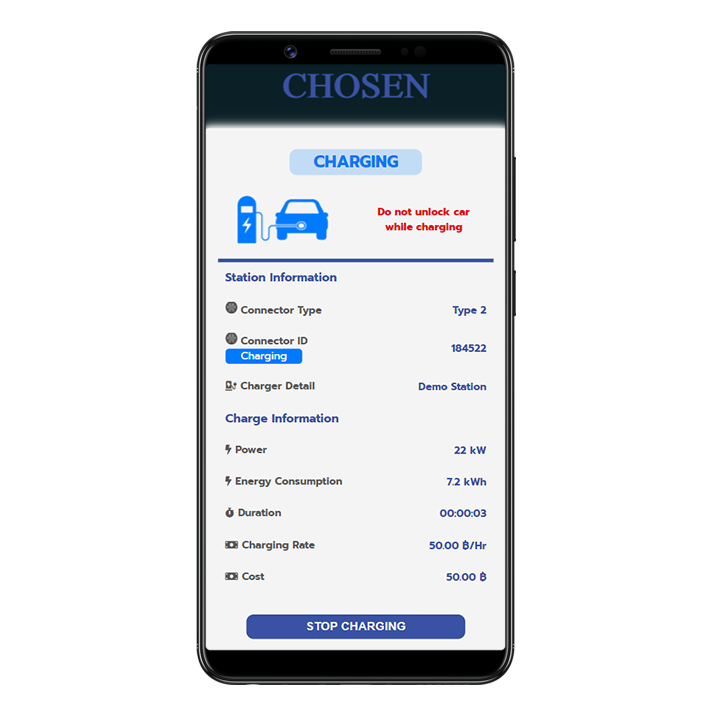 CHOSEN
CHARGING
Do not unlock car
while charging
Station Information
Connector Type Type 2
Connector ID
Charging 184522
Charger Detail Demo Station
Charge Information
Power 22 kW
Energy Consumption 7.2 kWh
Duration 00:00:03
Charging Rate 50.00 ฿/Hr
Cost 50.00 ฿
STOP CHARGING